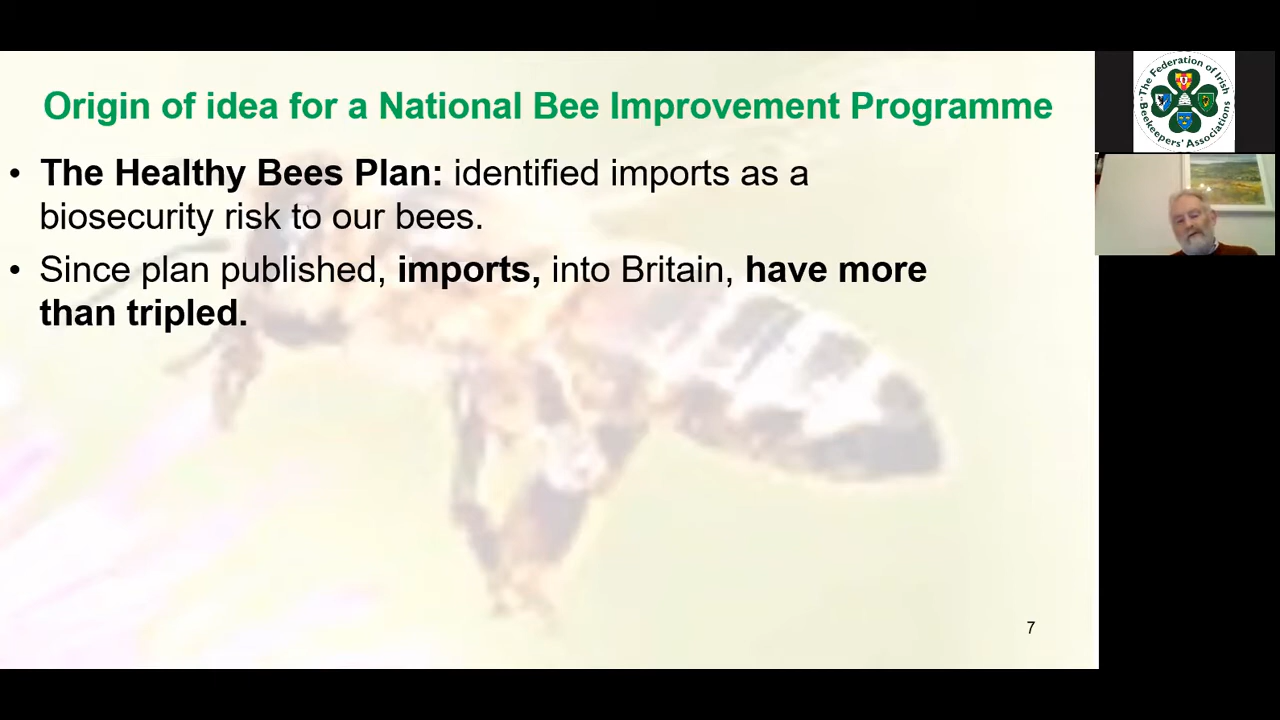 Origin of idea for a National Bee Improvement Programme
• The Healthy Bees Plan: identified imports as a
biosecurity risk to our bees.
• Since plan published, imports, into Britain, have more
than tripled.
7
"The Federation of Irish
Beekeepers' Associations"